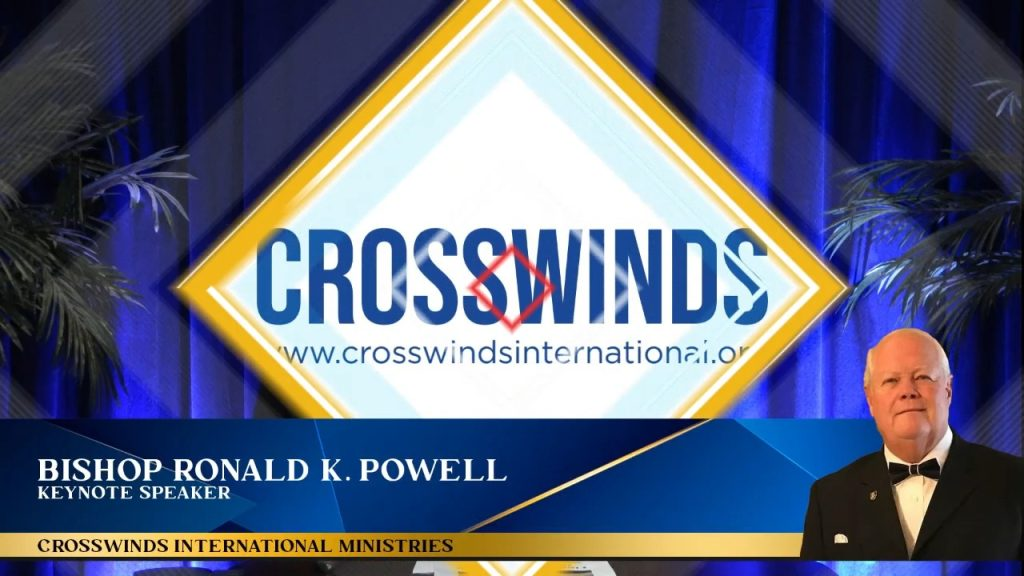 CROSSWINDS
www.crosswindsinternational.or
BISHOP RONALD K. POWELL
KEYNOTE SPEAKER
CROSSWINDS INTERNATIONAL MINISTRIES